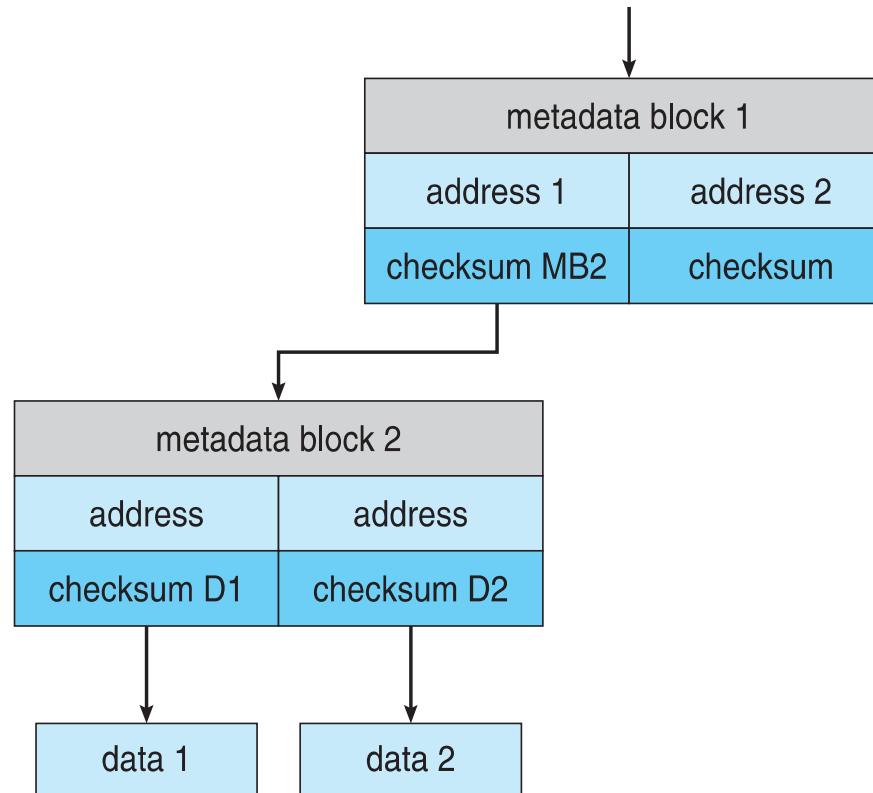 metadata block 1
address 1 address 2
checksum MB2 checksum
metadata block 2
address address
checksum D1 checksum D2
data 1 data 2